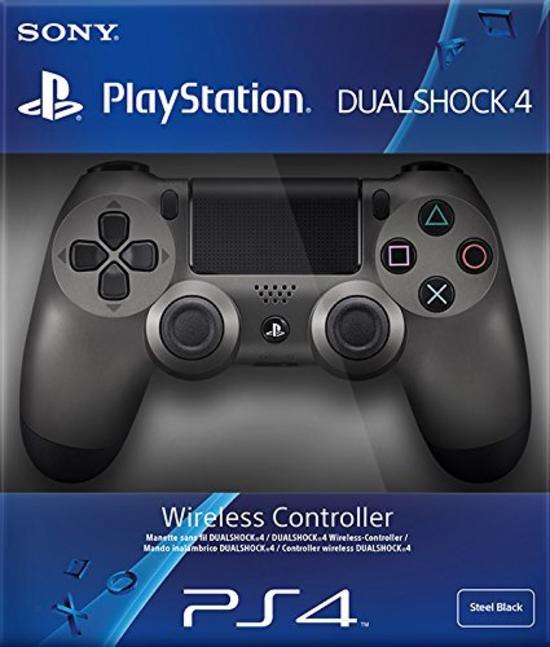 SONY
PlayStation® DUALSHOCK®4
Wireless Controller
Manette sans fil DUALSHOCK®4 / DUALSHOCK®4 Wireless-Controller /
Mando inalámbrico DUALSHOCK®4 / Controller wireless DUALSHOCK®4
PS4™
Steel Black